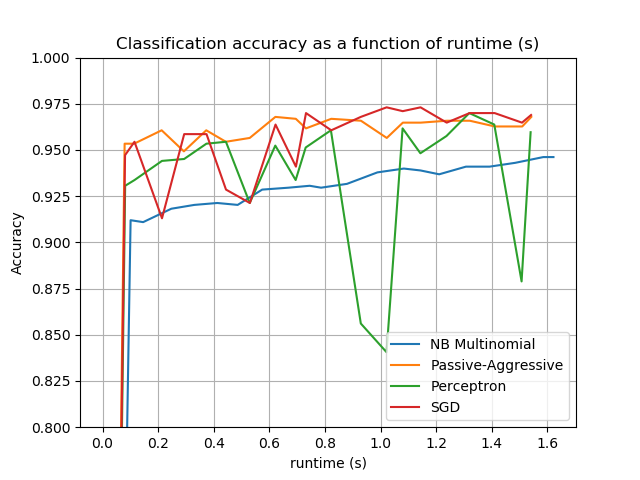 Classification accuracy as a function of runtime (s)
1.000
0.975
0.950
0.925
0.900
0.875
0.850
0.825
0.800
Accuracy
NB Multinomial
Passive-Aggressive
Perceptron
SGD
0.0 0.2 0.4 0.6 0.8 1.0 1.2 1.4 1.6
runtime (s)